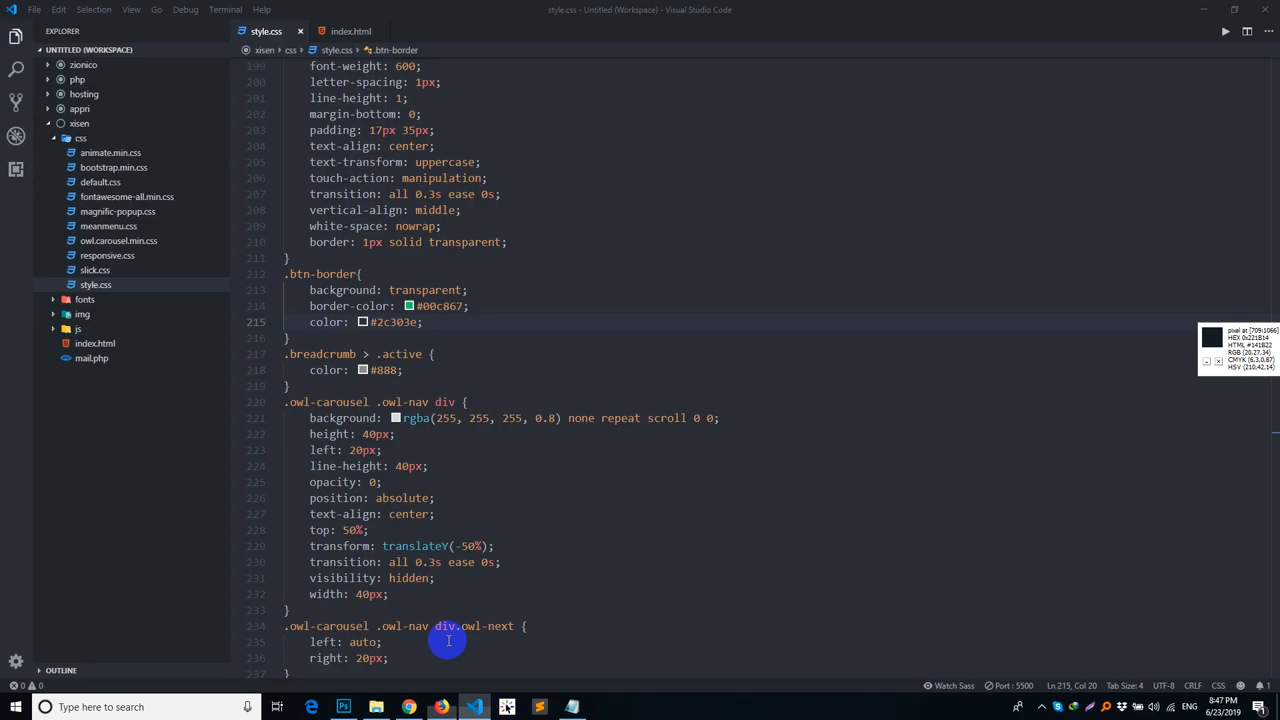 File Edit Selection View Go Debug Terminal Help
style.css - Untitled (Workspace) - Visual Studio Code
EXPLORER
style.css ×
index.html
UNTITLED (WORKSPACE)
xisen › css › style.css › .btn-border
zionico
php
hosting
appri
xisen
css
animate.min.css
bootstrap.min.css
default.css
fontawesome-all.min.css
magnific-popup.css
meanmenu.css
owl.carousel.min.css
responsive.css
slick.css
style.css
fonts
img
js
index.html
mail.php
OUTLINE
199 font-weight: 600;
200 letter-spacing: 1px;
201 line-height: 1;
202 margin-bottom: 0;
203 padding: 17px 35px;
204 text-align: center;
205 text-transform: uppercase;
206 touch-action: manipulation;
207 transition: all 0.3s ease 0s;
208 vertical-align: middle;
209 white-space: nowrap;
210 border: 1px solid transparent;
211 }
212 .btn-border{
213 background: transparent;
214 border-color: #00c867;
215 color: #2c303e;
216 }
217 .breadcrumb > .active {
218 color: #888;
219 }
220 .owl-carousel .owl-nav div {
221 background: rgba(255, 255, 255, 0.8) none repeat scroll 0 0;
222 height: 40px;
223 left: 20px;
224 line-height: 40px;
225 opacity: 0;
226 position: absolute;
227 text-align: center;
228 top: 50%;
229 transform: translateY(-50%);
230 transition: all 0.3s ease 0s;
231 visibility: hidden;
232 width: 40px;
233 }
234 .owl-carousel .owl-nav div.owl-next {
235 left: auto;
236 right: 20px;
237 }
pixel at [709:1066]
HEX 0x221B14
HTML #141B22
RGB (20,27,34)
CMYK (6,3,0,87)
HSV (210,42,14)
0 0 Watch Sass Port : 5500 Ln 215, Col 20 Tab Size: 4 UTF-8 CRLF CSS 1
Type here to search
Ps
ENG
8:47 PM
6/23/2019